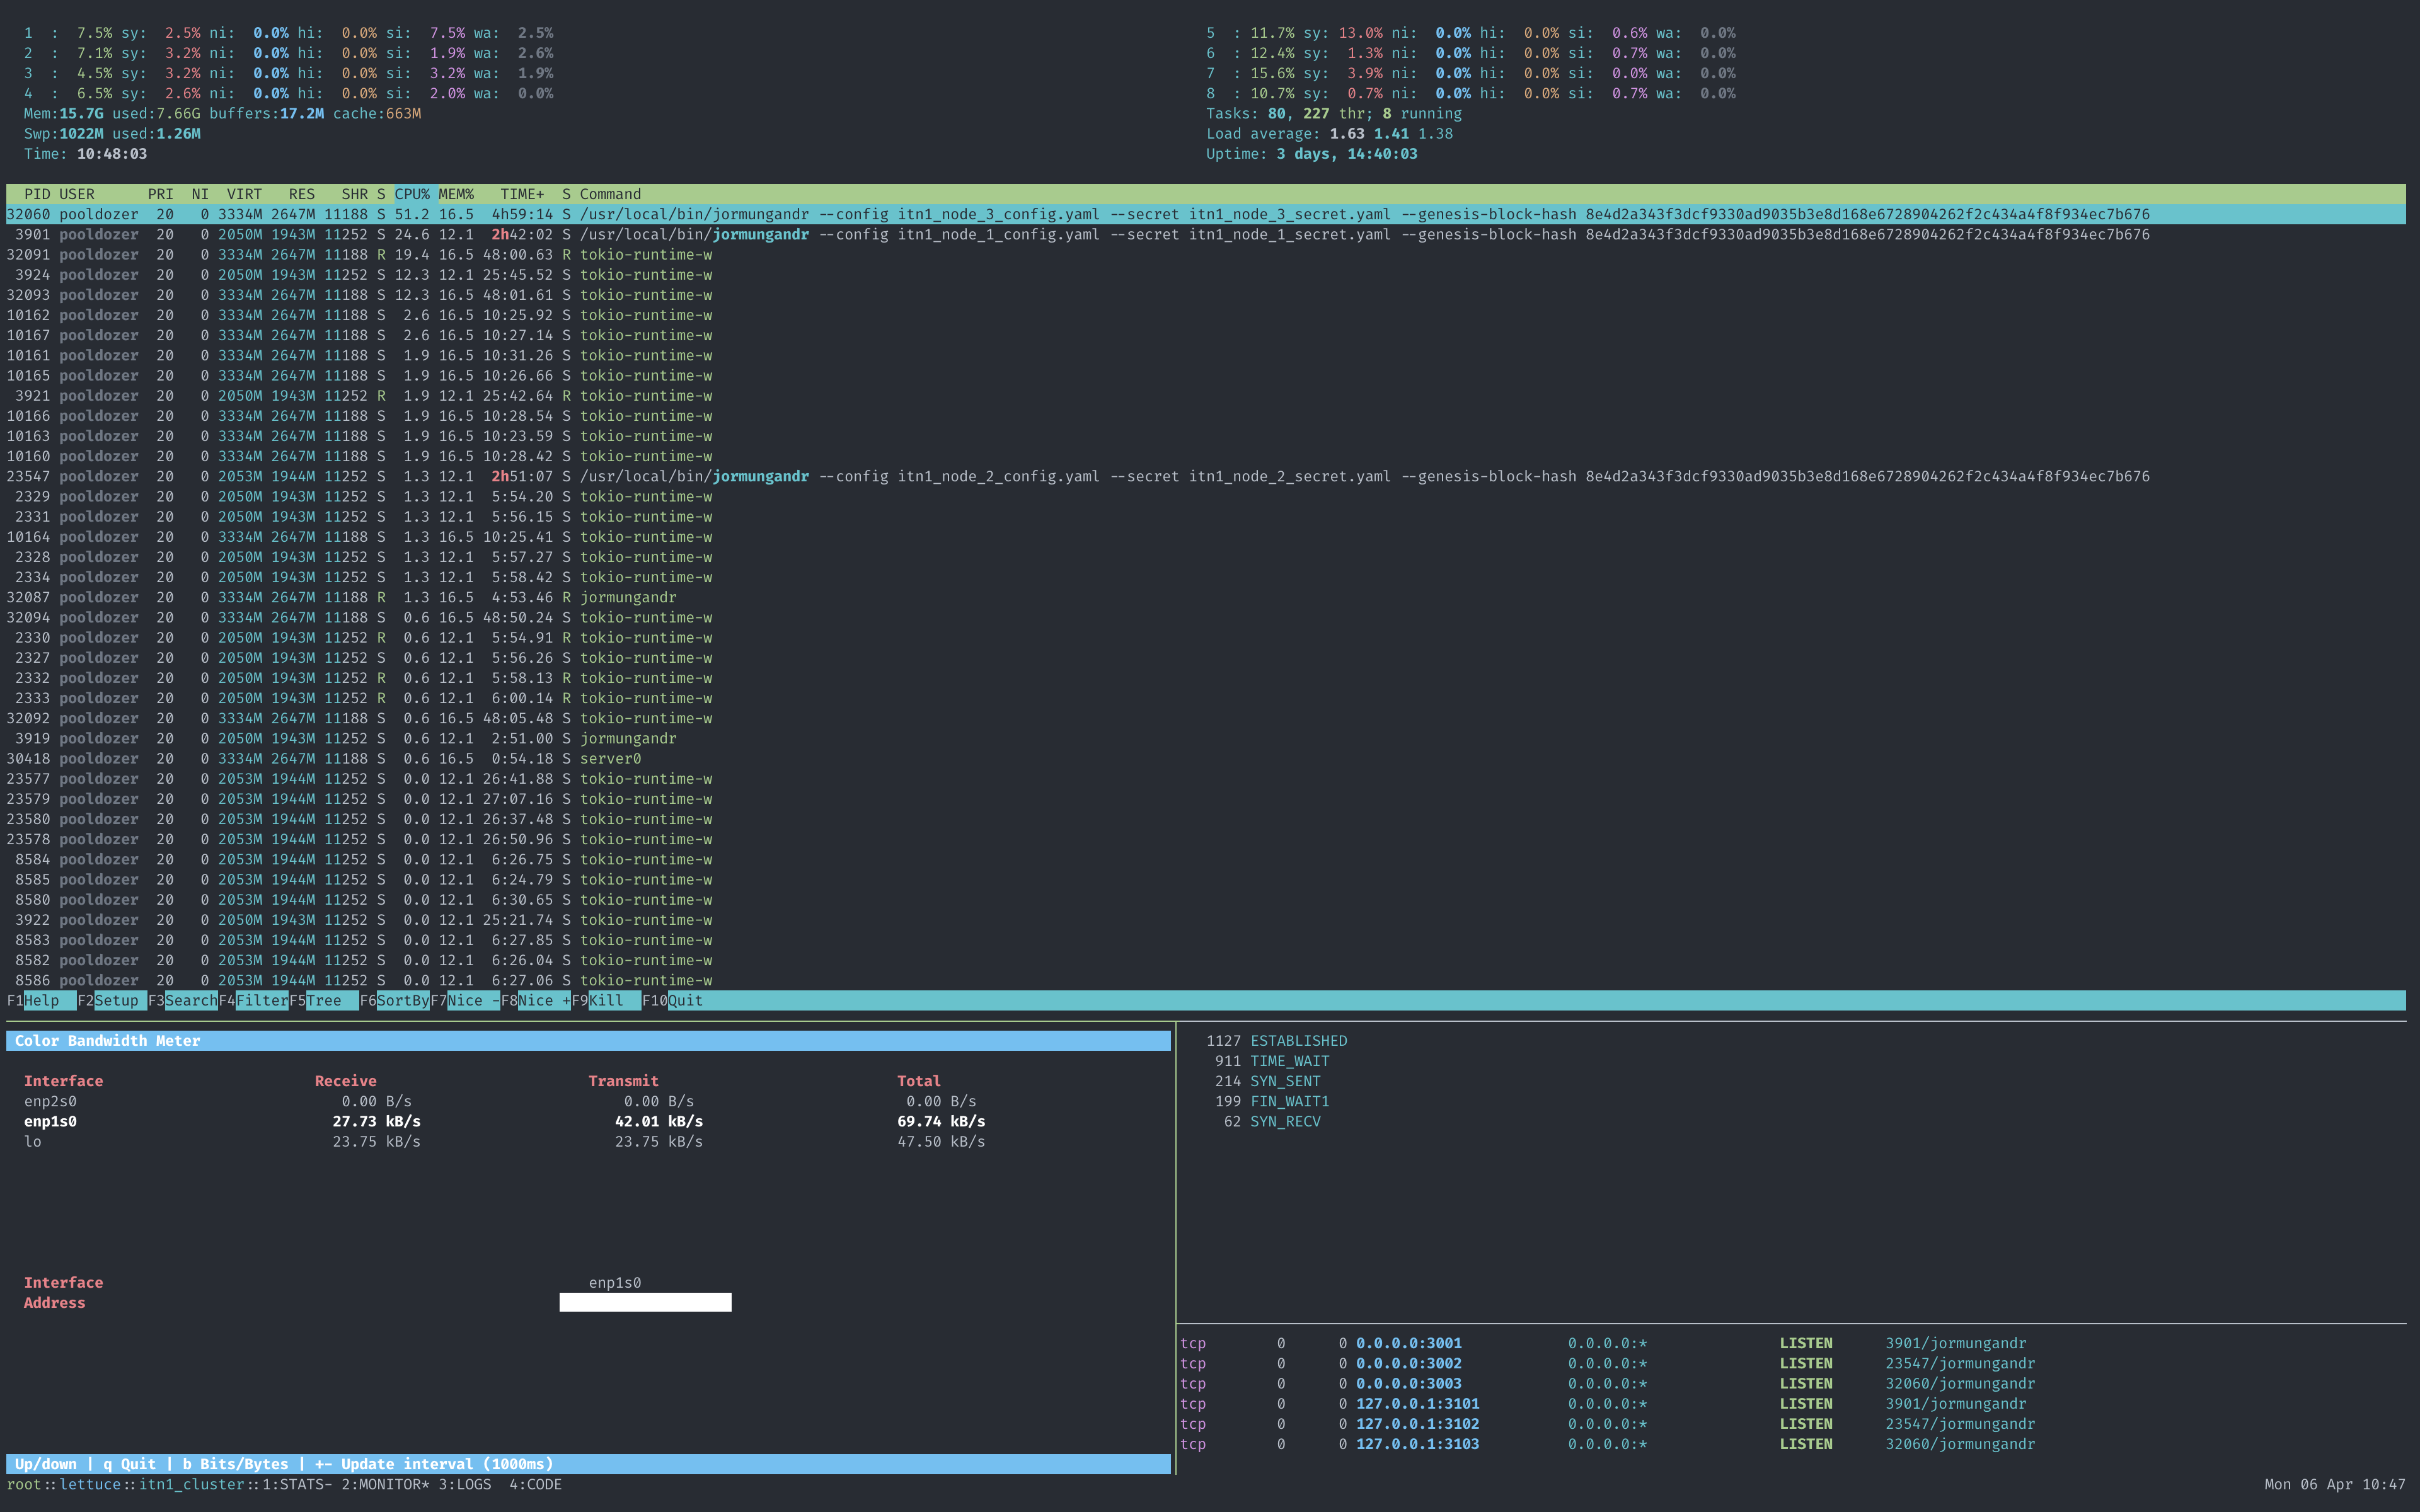 1  :  7.5% sy:  2.5% ni:  0.0% hi:  0.0% si:  7.5% wa:  2.5%
2  :  7.1% sy:  3.2% ni:  0.0% hi:  0.0% si:  1.9% wa:  2.6%
3  :  4.5% sy:  3.2% ni:  0.0% hi:  0.0% si:  3.2% wa:  1.9%
4  :  6.5% sy:  2.6% ni:  0.0% hi:  0.0% si:  2.0% wa:  0.0%
Mem:15.7G used:7.66G buffers:17.2M cache:663M
Swp:1022M used:1.26M
Time: 10:48:03
5  : 11.7% sy: 13.0% ni:  0.0% hi:  0.0% si:  0.6% wa:  0.0%
6  : 12.4% sy:  1.3% ni:  0.0% hi:  0.0% si:  0.7% wa:  0.0%
7  : 15.6% sy:  3.9% ni:  0.0% hi:  0.0% si:  0.0% wa:  0.0%
8  : 10.7% sy:  0.7% ni:  0.0% hi:  0.0% si:  0.7% wa:  0.0%
Tasks: 80, 227 thr; 8 running
Load average: 1.63 1.41 1.38
Uptime: 3 days, 14:40:03
PID USER PRI NI VIRT RES SHR S CPU% MEM% TIME+ S Command
32060 pooldozer 20 0 3334M 2647M 11188 S 51.2 16.5 4h59:14 S /usr/local/bin/jormungandr --config itn1_node_3_config.yaml --secret itn1_node_3_secret.yaml --genesis-block-hash 8e4d2a343f3dcf9330ad9035b3e8d168e6728904262f2c434a4f8f934ec7b676
3901 pooldozer 20 0 2050M 1943M 11252 S 24.6 12.1 2h42:02 S /usr/local/bin/jormungandr --config itn1_node_1_config.yaml --secret itn1_node_1_secret.yaml --genesis-block-hash 8e4d2a343f3dcf9330ad9035b3e8d168e6728904262f2c434a4f8f934ec7b676
32091 pooldozer 20 0 3334M 2647M 11188 R 19.4 16.5 48:00.63 R tokio-runtime-w
3924 pooldozer 20 0 2050M 1943M 11252 S 12.3 12.1 25:45.52 S tokio-runtime-w
32093 pooldozer 20 0 3334M 2647M 11188 S 12.3 16.5 48:01.61 S tokio-runtime-w
10162 pooldozer 20 0 3334M 2647M 11188 S 2.6 16.5 10:25.92 S tokio-runtime-w
10167 pooldozer 20 0 3334M 2647M 11188 S 2.6 16.5 10:27.14 S tokio-runtime-w
10161 pooldozer 20 0 3334M 2647M 11188 S 1.9 16.5 10:31.26 S tokio-runtime-w
10165 pooldozer 20 0 3334M 2647M 11188 S 1.9 16.5 10:26.66 S tokio-runtime-w
3921 pooldozer 20 0 2050M 1943M 11252 R 1.9 12.1 25:42.64 R tokio-runtime-w
10166 pooldozer 20 0 3334M 2647M 11188 S 1.9 16.5 10:28.54 S tokio-runtime-w
10163 pooldozer 20 0 3334M 2647M 11188 S 1.9 16.5 10:23.59 S tokio-runtime-w
10160 pooldozer 20 0 3334M 2647M 11188 S 1.9 16.5 10:28.42 S tokio-runtime-w
23547 pooldozer 20 0 2053M 1944M 11252 S 1.3 12.1 2h51:07 S /usr/local/bin/jormungandr --config itn1_node_2_config.yaml --secret itn1_node_2_secret.yaml --genesis-block-hash 8e4d2a343f3dcf9330ad9035b3e8d168e6728904262f2c434a4f8f934ec7b676
2329 pooldozer 20 0 2050M 1943M 11252 S 1.3 12.1 5:54.20 S tokio-runtime-w
2331 pooldozer 20 0 2050M 1943M 11252 S 1.3 12.1 5:56.15 S tokio-runtime-w
10164 pooldozer 20 0 3334M 2647M 11188 S 1.3 16.5 10:25.41 S tokio-runtime-w
2328 pooldozer 20 0 2050M 1943M 11252 S 1.3 12.1 5:57.27 S tokio-runtime-w
2334 pooldozer 20 0 2050M 1943M 11252 S 1.3 12.1 5:58.42 S tokio-runtime-w
32087 pooldozer 20 0 3334M 2647M 11188 R 1.3 16.5 4:53.46 R jormungandr
32094 pooldozer 20 0 3334M 2647M 11188 S 0.6 16.5 48:50.24 S tokio-runtime-w
2330 pooldozer 20 0 2050M 1943M 11252 R 0.6 12.1 5:54.91 R tokio-runtime-w
2327 pooldozer 20 0 2050M 1943M 11252 S 0.6 12.1 5:56.26 S tokio-runtime-w
2332 pooldozer 20 0 2050M 1943M 11252 R 0.6 12.1 5:58.13 R tokio-runtime-w
2333 pooldozer 20 0 2050M 1943M 11252 R 0.6 12.1 6:00.14 R tokio-runtime-w
32092 pooldozer 20 0 3334M 2647M 11188 S 0.6 16.5 48:05.48 S tokio-runtime-w
3919 pooldozer 20 0 2050M 1943M 11252 S 0.6 12.1 2:51.00 S jormungandr
30418 pooldozer 20 0 3334M 2647M 11188 S 0.6 16.5 0:54.18 S server0
23577 pooldozer 20 0 2053M 1944M 11252 S 0.0 12.1 26:41.88 S tokio-runtime-w
23579 pooldozer 20 0 2053M 1944M 11252 S 0.0 12.1 27:07.16 S tokio-runtime-w
23580 pooldozer 20 0 2053M 1944M 11252 S 0.0 12.1 26:37.48 S tokio-runtime-w
23578 pooldozer 20 0 2053M 1944M 11252 S 0.0 12.1 26:50.96 S tokio-runtime-w
8584 pooldozer 20 0 2053M 1944M 11252 S 0.0 12.1 6:26.75 S tokio-runtime-w
8585 pooldozer 20 0 2053M 1944M 11252 S 0.0 12.1 6:24.79 S tokio-runtime-w
8580 pooldozer 20 0 2053M 1944M 11252 S 0.0 12.1 6:30.65 S tokio-runtime-w
3922 pooldozer 20 0 2050M 1943M 11252 S 0.0 12.1 25:21.74 S tokio-runtime-w
8583 pooldozer 20 0 2053M 1944M 11252 S 0.0 12.1 6:27.85 S tokio-runtime-w
8582 pooldozer 20 0 2053M 1944M 11252 S 0.0 12.1 6:26.04 S tokio-runtime-w
8586 pooldozer 20 0 2053M 1944M 11252 S 0.0 12.1 6:27.06 S tokio-runtime-w
F1Help F2Setup F3SearchF4FilterF5Tree F6SortByF7Nice -F8Nice +F9Kill F10Quit
Color Bandwidth Meter
Interface Receive Transmit Total
enp2s0 0.00 B/s 0.00 B/s 0.00 B/s
enp1s0 27.73 kB/s 42.01 kB/s 69.74 kB/s
lo 23.75 kB/s 23.75 kB/s 47.50 kB/s
Interface enp1s0
Address
Up/down | q Quit | b Bits/Bytes | +- Update interval (1000ms)
1127 ESTABLISHED
911 TIME_WAIT
214 SYN_SENT
199 FIN_WAIT1
62 SYN_RECV
tcp 0 0 0.0.0.0:3001 0.0.0.0:* LISTEN 3901/jormungandr
tcp 0 0 0.0.0.0:3002 0.0.0.0:* LISTEN 23547/jormungandr
tcp 0 0 0.0.0.0:3003 0.0.0.0:* LISTEN 32060/jormungandr
tcp 0 0 127.0.0.1:3101 0.0.0.0:* LISTEN 3901/jormungandr
tcp 0 0 127.0.0.1:3102 0.0.0.0:* LISTEN 23547/jormungandr
tcp 0 0 127.0.0.1:3103 0.0.0.0:* LISTEN 32060/jormungandr
root::lettuce::itn1_cluster::1:STATS- 2:MONITOR* 3:LOGS 4:CODE Mon 06 Apr 10:47